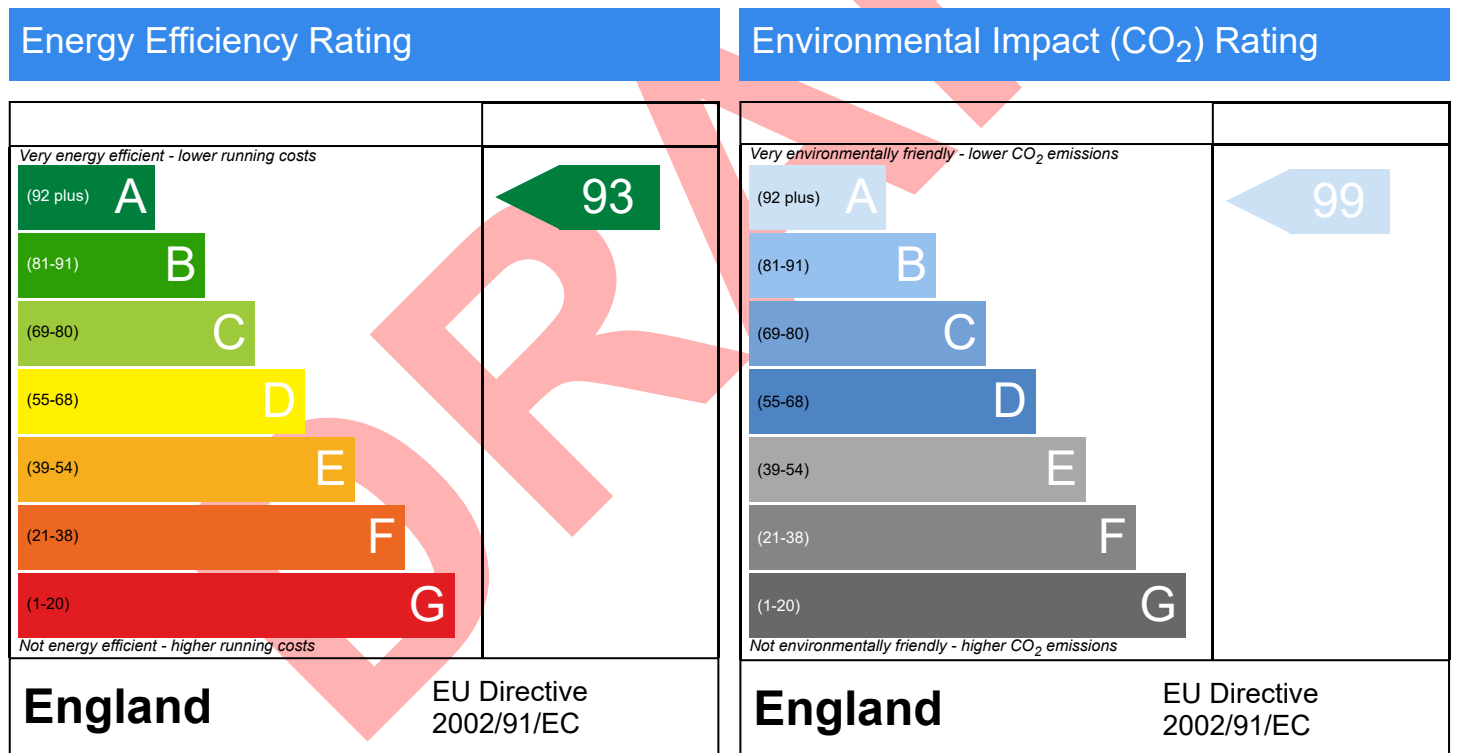 Energy Efficiency Rating
Very energy efficient - lower running costs
(92 plus) A
93
(81-91) B
(69-80) C
(55-68) D
(39-54) E
(21-38) F
(1-20) G
Not energy efficient - higher running costs
England
EU Directive
2002/91/EC
Environmental Impact (CO₂) Rating
Very environmentally friendly - lower CO₂ emissions
(92 plus) A
99
(81-91) B
(69-80) C
(55-68) D
(39-54) E
(21-38) F
(1-20) G
Not environmentally friendly - higher CO₂ emissions
England
EU Directive
2002/91/EC